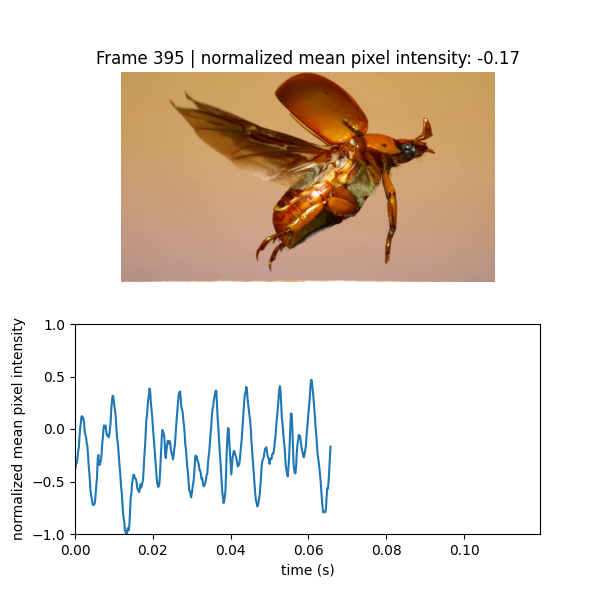 Frame 395 | normalized mean pixel intensity: -0.17
normalized mean pixel intensity
1.0
0.5
0.0
−0.5
−1.0
0.00 0.02 0.04 0.06 0.08 0.10
time (s)